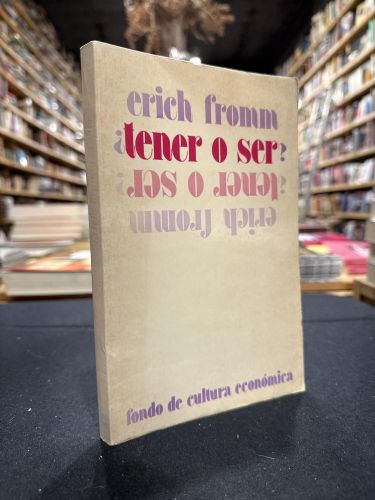 erich fromm
¿tener o ser?
¿tener o ser?
erich fromm
fondo de cultura económica